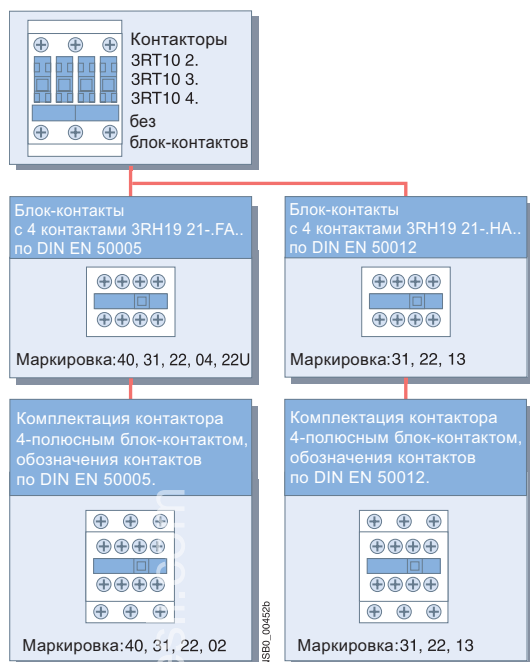 Контакторы
3RT10 2.
3RT10 3.
3RT10 4.
без
блок-контактов
Блок-контакты
с 4 контактами 3RH19 21-.FA..
по DIN EN 50005
Маркировка:40, 31, 22, 04, 22U
Блок-контакты
с 4 контактами 3RH19 21-.HA..
по DIN EN 50012
Маркировка:31, 22, 13
Комплектация контактора
4-полюсным блок-контактом,
обозначения контактов
по DIN EN 50005.
Маркировка:40, 31, 22, 02
Комплектация контактора
4-полюсным блок-контактом,
обозначения контактов
по DIN EN 50012.
Маркировка:31, 22, 13
NSB0_00452b